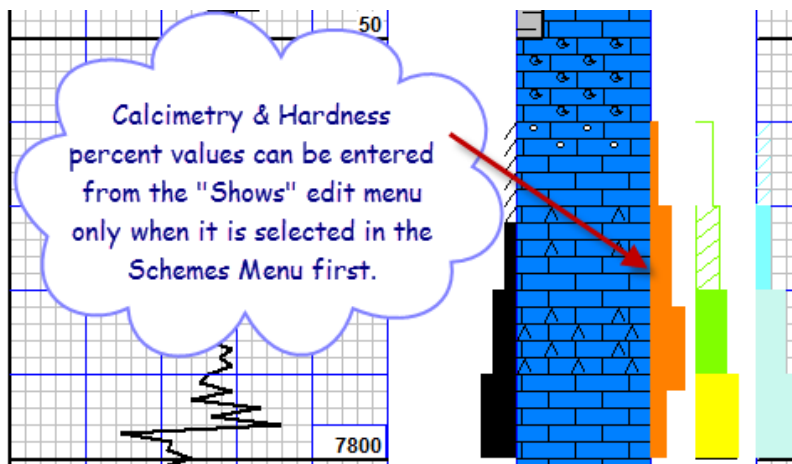 50
Calcimetry & Hardness
percent values can be entered
from the "Shows" edit menu
only when it is selected in the
Schemes Menu first.
7800